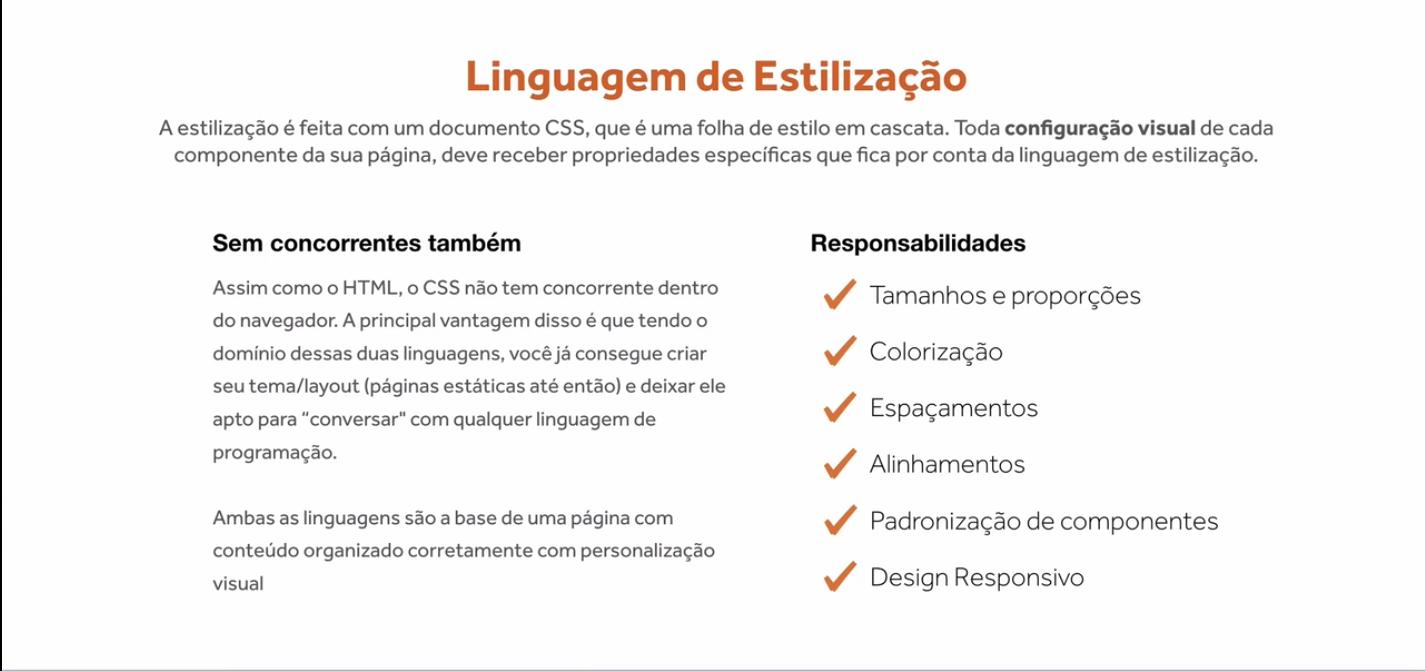 Linguagem de Estilização
A estilização é feita com um documento CSS, que é uma folha de estilo em cascata. Toda configuração visual de cada
componente da sua página, deve receber propriedades específicas que fica por conta da linguagem de estilização.
Sem concorrentes também
Assim como o HTML, o CSS não tem concorrente dentro
do navegador. A principal vantagem disso é que tendo o
domínio dessas duas linguagens, você já consegue criar
seu tema/layout (páginas estáticas até então) e deixar ele
apto para “conversar" com qualquer linguagem de
programação.
Ambas as linguagens são a base de uma página com
conteúdo organizado corretamente com personalização
visual
Responsabilidades
Tamanhos e proporções
Colorização
Espaçamentos
Alinhamentos
Padronização de componentes
Design Responsivo